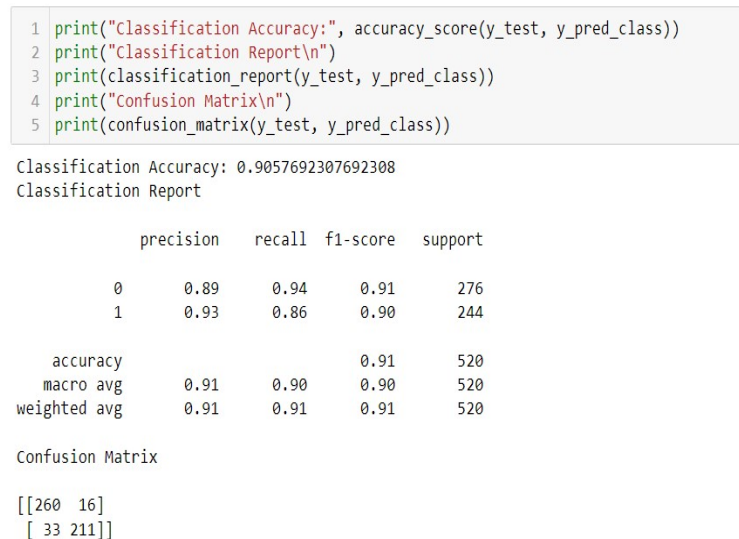 1 print("Classification Accuracy:", accuracy_score(y_test, y_pred_class))
2 print("Classification Report\n")
3 print(classification_report(y_test, y_pred_class))
4 print("Confusion Matrix\n")
5 print(confusion_matrix(y_test, y_pred_class))
Classification Accuracy: 0.9057692307692308
Classification Report
precision recall f1-score support
0 0.89 0.94 0.91 276
1 0.93 0.86 0.90 244
accuracy 0.91 520
macro avg 0.91 0.90 0.90 520
weighted avg 0.91 0.91 0.91 520
Confusion Matrix
[[260 16]
[ 33 211]]